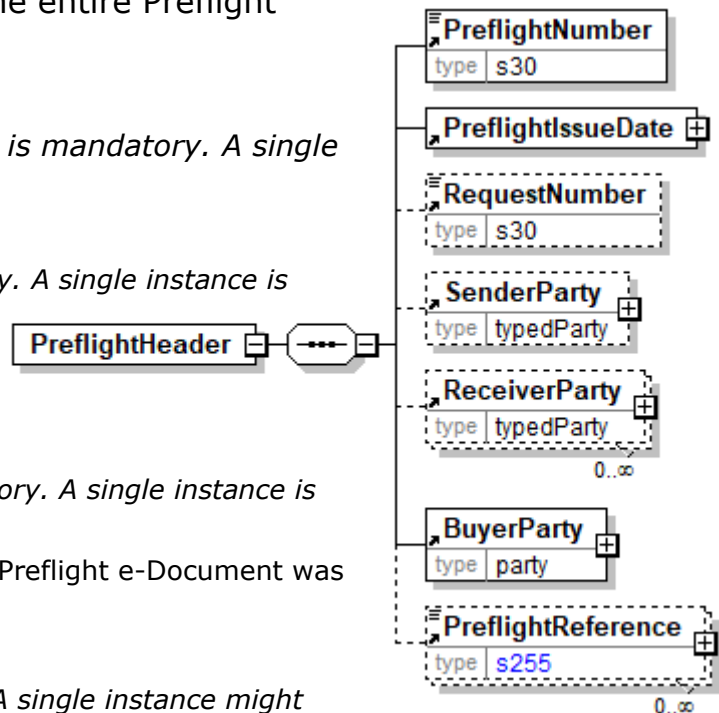 ne entire Preflight
is mandatory. A single
y. A single instance is
ory. A single instance is
Preflight e-Document was
A single instance might
PreflightHeader
PreflightNumber
type s30
PreflightIssueDate
RequestNumber
type s30
SenderParty
type typedParty
ReceiverParty
type typedParty
0..∞
BuyerParty
type party
PreflightReference
type s255
0..∞